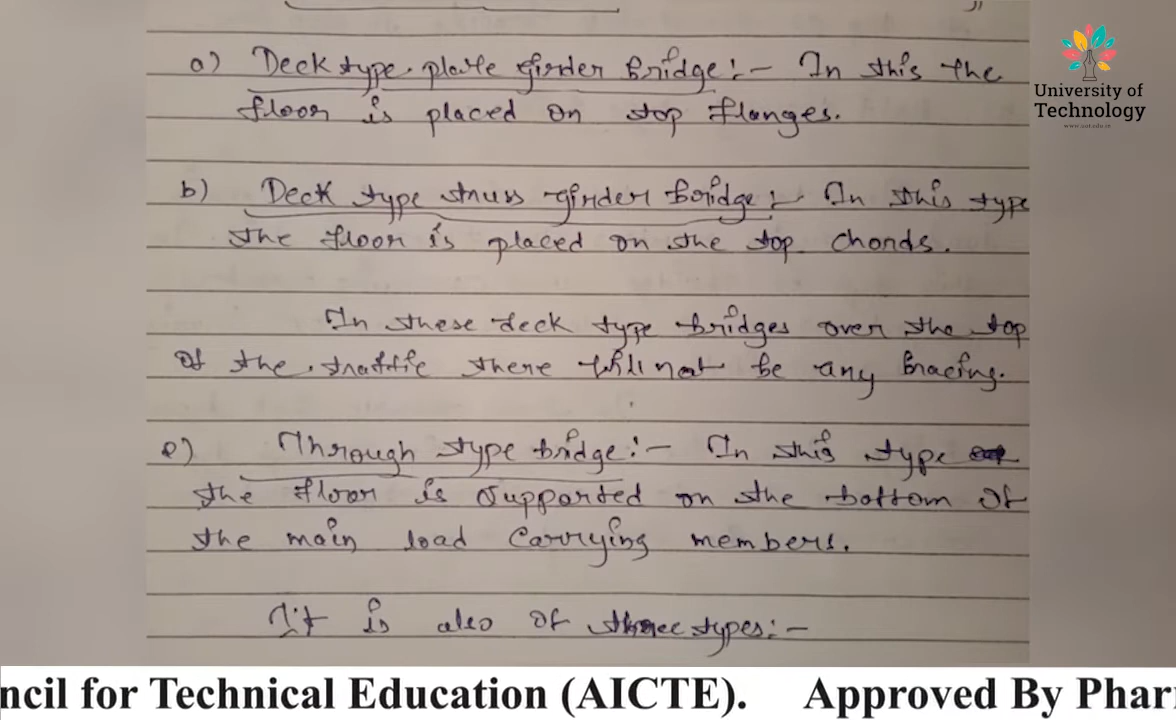 a) Deck type plate girder bridge:- In this the
floor is placed on top flanges.
b) Deck type truss girder bridge:- In this type
the floor is placed on the top chords.
In these deck type bridges over the top
of the traffic there will not be any bracing.
e) Through type bridge:- In this type
the floor is supported on the bottom of
the main load carrying members.
It is also of three types:-
University of
Technology
www.uot.edu.in
ncil for Technical Education (AICTE). Approved By Phar